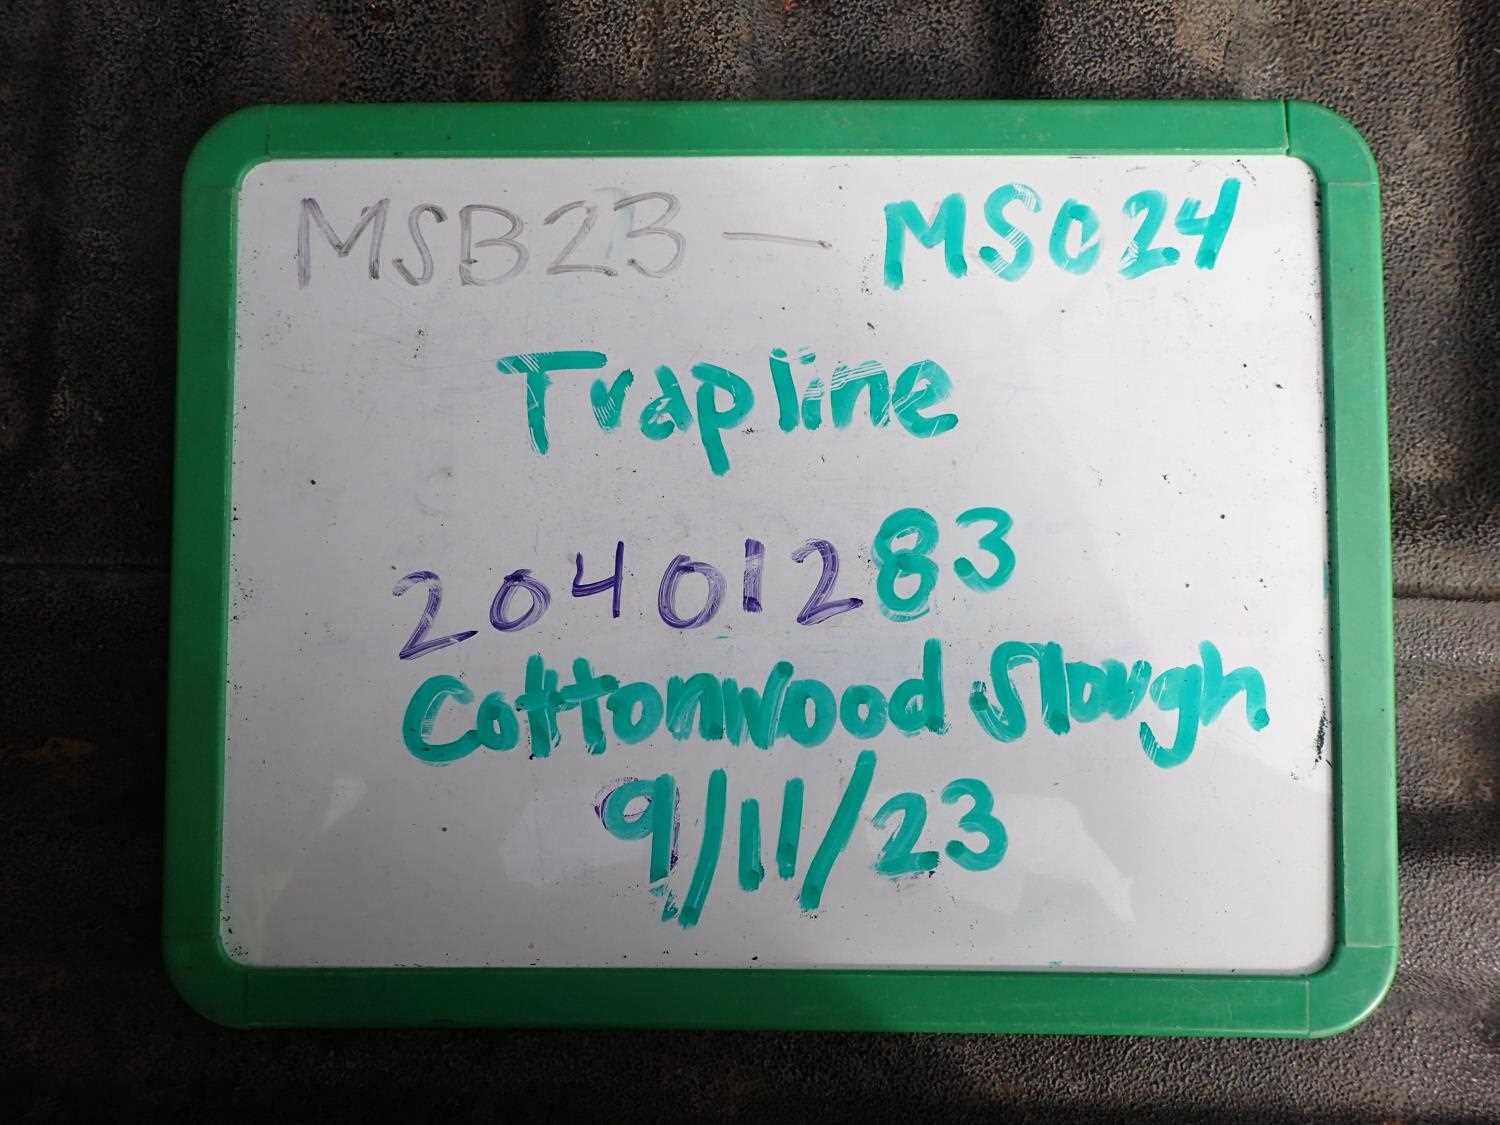 MSB23 — MS024
Trapline
20401283
Cottonwood Slough
9/11/23